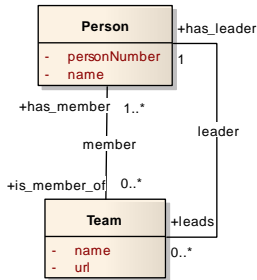 Person
- personNumber
- name
+has_leader
1
+has_member 1..*
leader
member
+is_member_of 0..*
Team
- name
- url
+leads
0..*